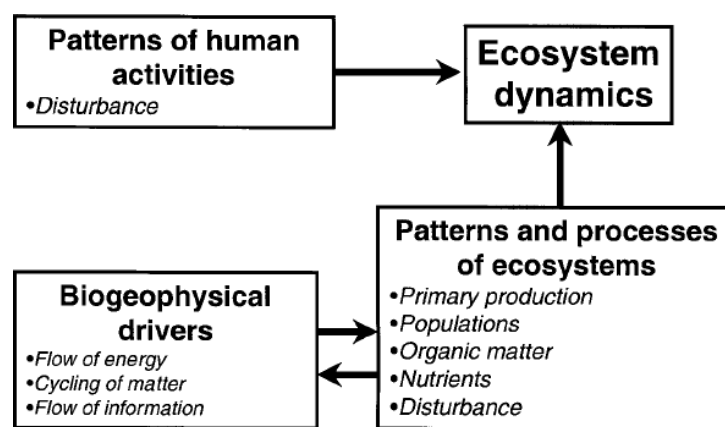 Patterns of human
activities
•Disturbance
Ecosystem
dynamics
Patterns and processes
of ecosystems
•Primary production
•Populations
•Organic matter
•Nutrients
•Disturbance
Biogeophysical
drivers
•Flow of energy
•Cycling of matter
•Flow of information